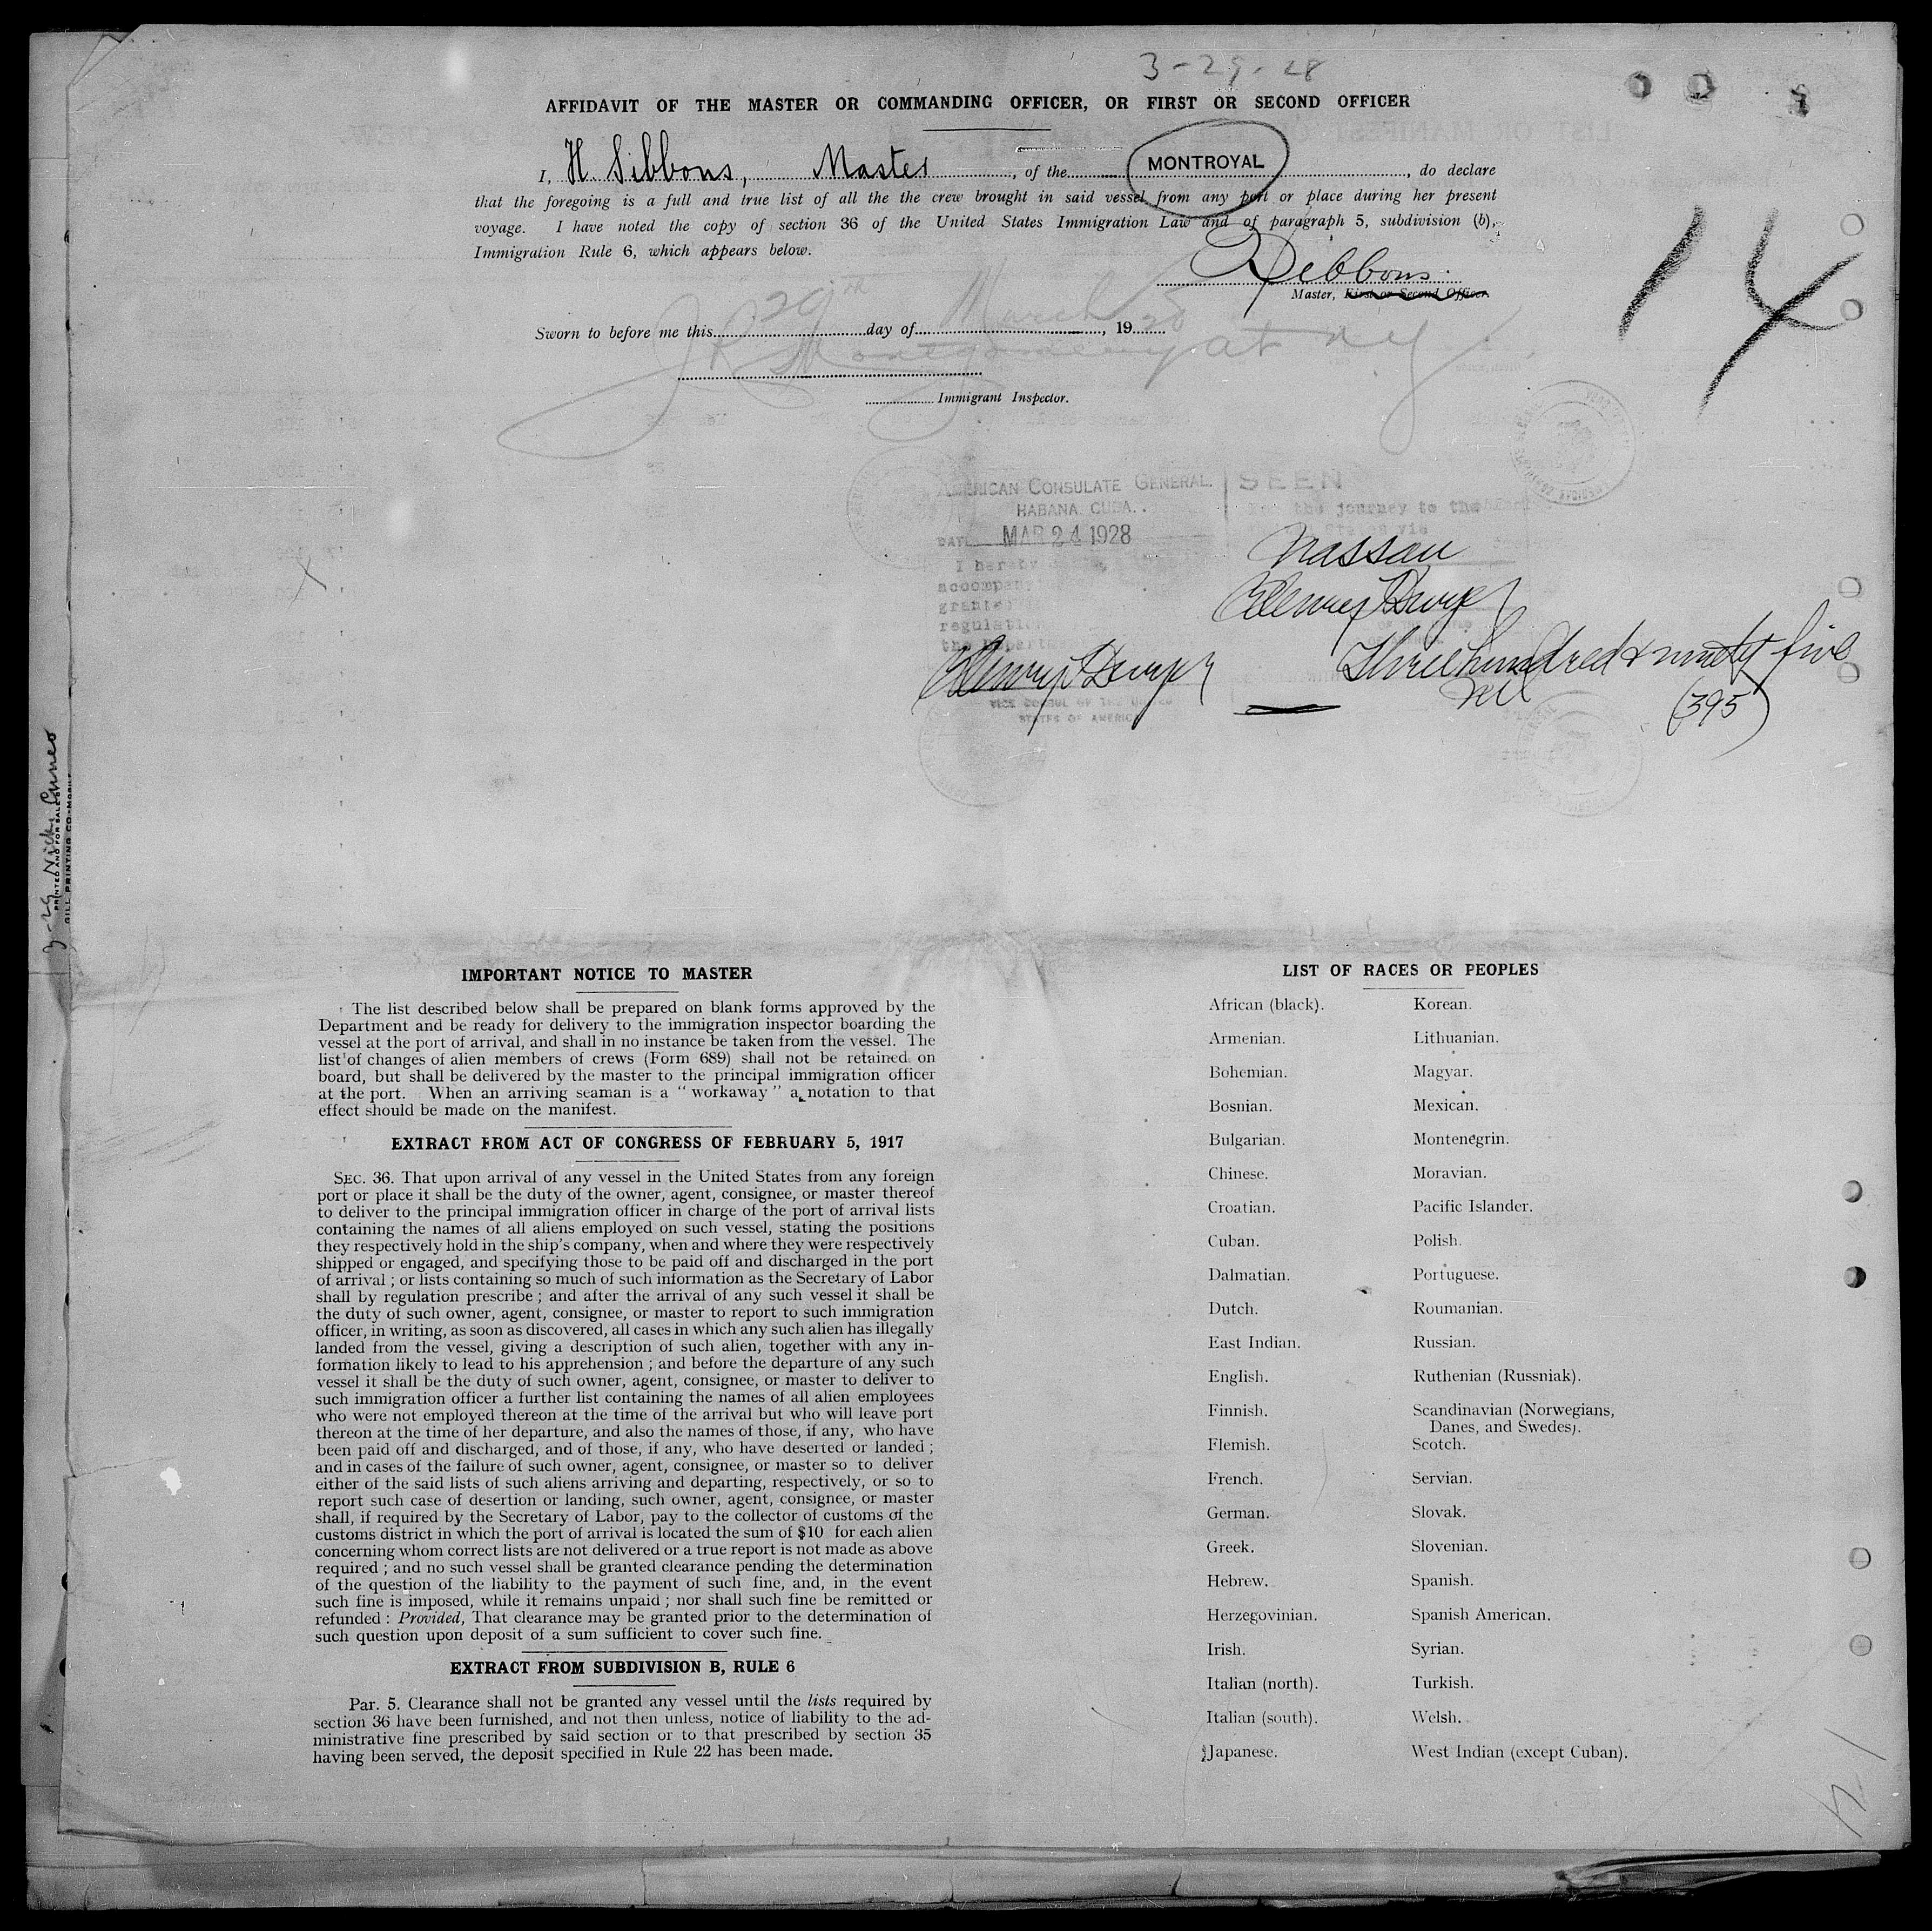 3-29-28
AFFIDAVIT OF THE MASTER OR COMMANDING OFFICER, OR FIRST OR SECOND OFFICER
I, H Gibbons, Master, of the MONTROYAL, do declare
that the foregoing is a full and true list of all the the crew brought in said vessel from any port or place during her present
voyage. I have noted the copy of section 36 of the United States Immigration Law and of paragraph 5, subdivision (b),
Immigration Rule 6, which appears below.
Gibbons.
Master, First or Second Officer.
Sworn to before me this 29th day of March, 1928
Montgomery at NY
Immigrant Inspector.
14
AMERICAN CONSULATE GENERAL.
HABANA, CUBA.
DATE MAR 24 1928
I hereby
accompany
regulation
the Depart
VICE CONSUL OF THE UNITED
STATES OF AMERICA
SEEN
the journey to the
States via
Nassau
Three hundred & ninety five
(395)
PRINTED AND FOR SALE BY
GILL PRINTING CO-MOBILE
IMPORTANT NOTICE TO MASTER
The list described below shall be prepared on blank forms approved by the
Department and be ready for delivery to the immigration inspector boarding the
vessel at the port of arrival, and shall in no instance be taken from the vessel. The
list of changes of alien members of crews (Form 689) shall not be retained on
board, but shall be delivered by the master to the principal immigration officer
at the port. When an arriving seaman is a "workaway" a notation to that
effect should be made on the manifest.
EXTRACT FROM ACT OF CONGRESS OF FEBRUARY 5, 1917
SEC. 36. That upon arrival of any vessel in the United States from any foreign
port or place it shall be the duty of the owner, agent, consignee, or master thereof
to deliver to the principal immigration officer in charge of the port of arrival lists
containing the names of all aliens employed on such vessel, stating the positions
they respectively hold in the ship's company, when and where they were respectively
shipped or engaged, and specifying those to be paid off and discharged in the port
of arrival; or lists containing so much of such information as the Secretary of Labor
shall by regulation prescribe; and after the arrival of any such vessel it shall be
the duty of such owner, agent, consignee, or master to report to such immigration
officer, in writing, as soon as discovered, all cases in which any such alien has illegally
landed from the vessel, giving a description of such alien, together with any in-
formation likely to lead to his apprehension; and before the departure of any such
vessel it shall be the duty of such owner, agent, consignee, or master to deliver to
such immigration officer a further list containing the names of all alien employees
who were not employed thereon at the time of the arrival but who will leave port
thereon at the time of her departure, and also the names of those, if any, who have
been paid off and discharged, and of those, if any, who have deserted or landed;
and in cases of the failure of such owner, agent, consignee, or master so to deliver
either of the said lists of such aliens arriving and departing, respectively, or so to
report such case of desertion or landing, such owner, agent, consignee, or master
shall, if required by the Secretary of Labor, pay to the collector of customs of the
customs district in which the port of arrival is located the sum of $10 for each alien
concerning whom correct lists are not delivered or a true report is not made as above
required; and no such vessel shall be granted clearance pending the determination
of the question of the liability to the payment of such fine, and, in the event
such fine is imposed, while it remains unpaid; nor shall such fine be remitted or
refunded: Provided, That clearance may be granted prior to the determination of
such question upon deposit of a sum sufficient to cover such fine.
EXTRACT FROM SUBDIVISION B, RULE 6
Par. 5. Clearance shall not be granted any vessel until the lists required by
section 36 have been furnished, and not then unless, notice of liability to the ad-
ministrative fine prescribed by said section or to that prescribed by section 35
having been served, the deposit specified in Rule 22 has been made.
LIST OF RACES OR PEOPLES
African (black). Korean.
Armenian. Lithuanian.
Bohemian. Magyar.
Bosnian. Mexican.
Bulgarian. Montenegrin.
Chinese. Moravian.
Croatian. Pacific Islander.
Cuban. Polish.
Dalmatian. Portuguese.
Dutch. Roumanian.
East Indian. Russian.
English. Ruthenian (Russniak).
Finnish. Scandinavian (Norwegians,
Danes, and Swedes).
Flemish. Scotch.
French. Servian.
German. Slovak.
Greek. Slovenian.
Hebrew. Spanish.
Herzegovinian. Spanish American.
Irish. Syrian.
Italian (north). Turkish.
Italian (south). Welsh.
Japanese. West Indian (except Cuban).